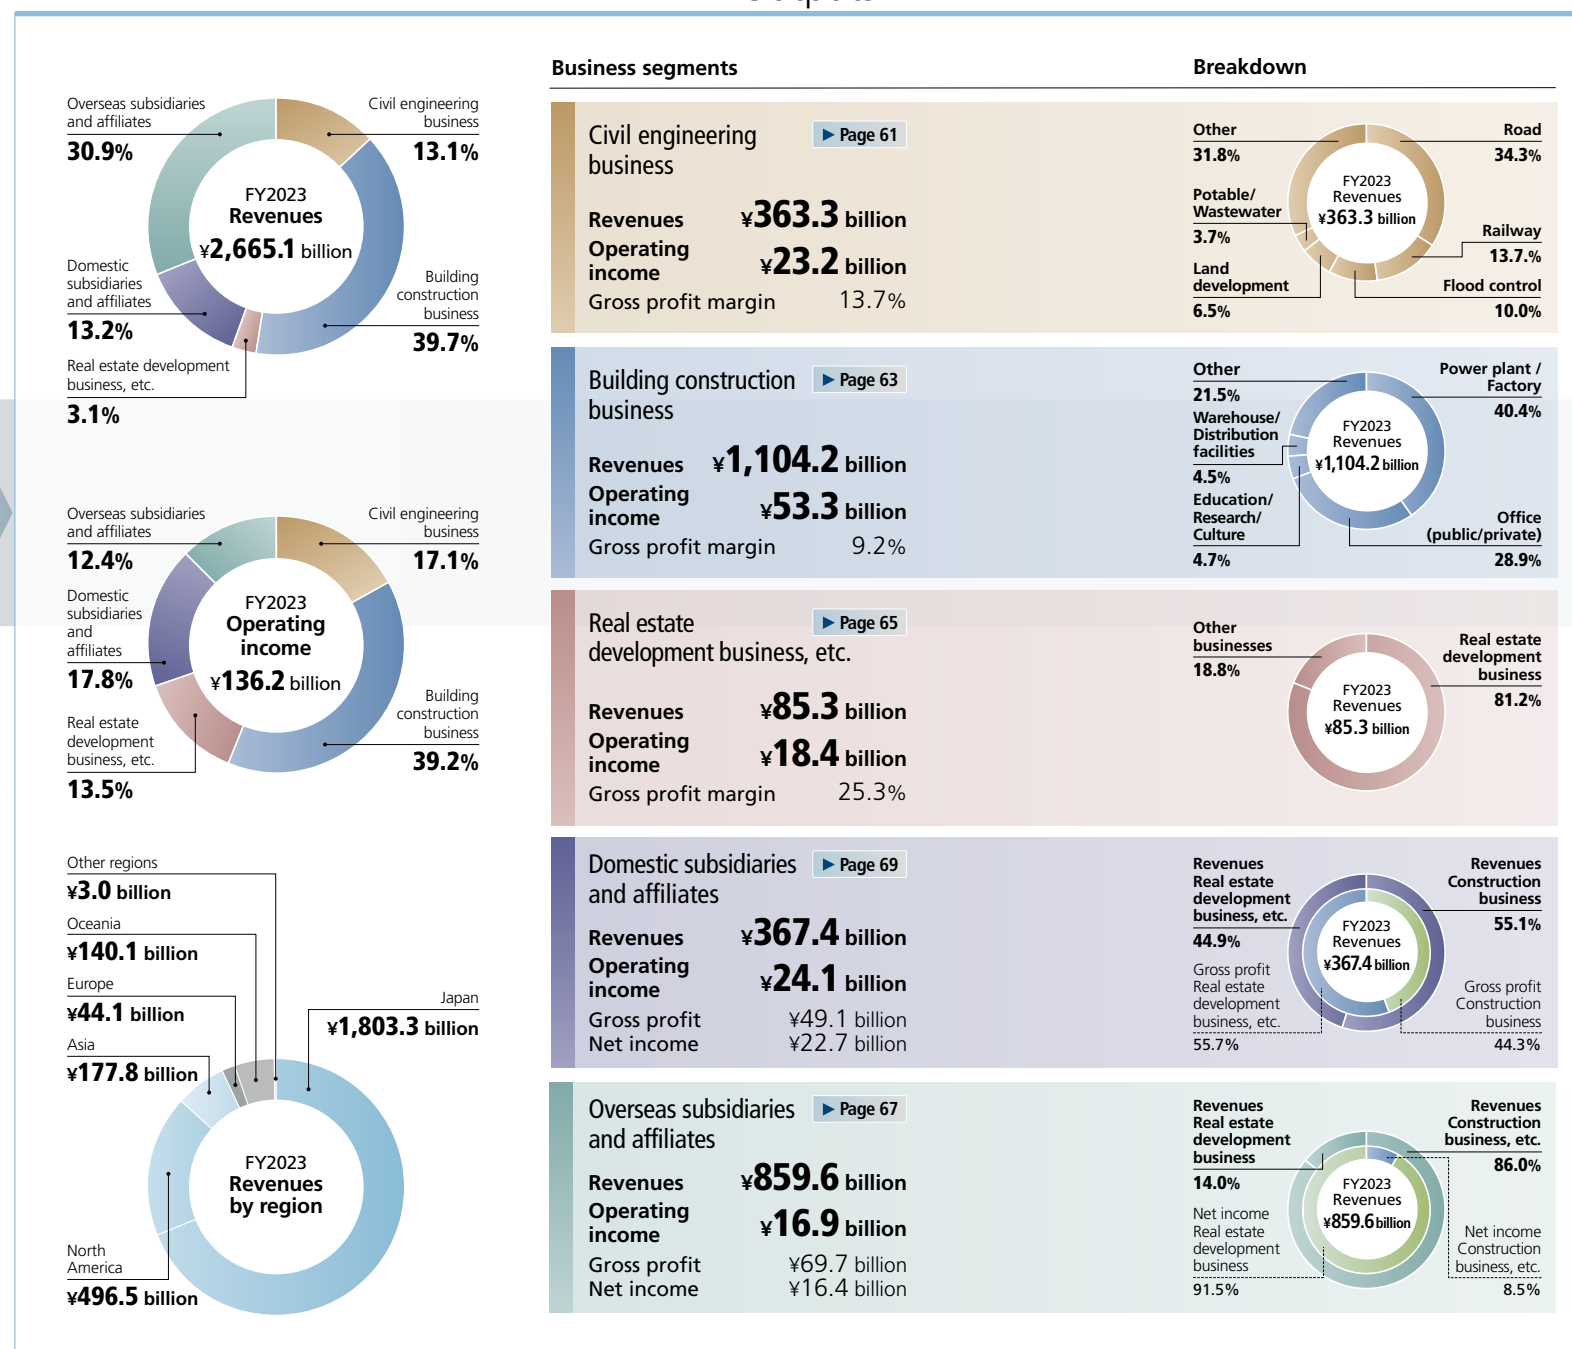 Overseas subsidiaries
and affiliates
30.9%
Civil engineering
business
13.1%
FY2023
Revenues
¥2,665.1 billion
Domestic
subsidiaries
and affiliates
13.2%
Building
construction
business
39.7%
Real estate development
business, etc.
3.1%
Overseas subsidiaries
and affiliates
12.4%
Civil engineering
business
17.1%
Domestic
subsidiaries
and
affiliates
17.8%
FY2023
Operating
income
¥136.2 billion
Real estate
development
business, etc.
13.5%
Building
construction
business
39.2%
Other regions
¥3.0 billion
Oceania
¥140.1 billion
Europe
¥44.1 billion
Asia
¥177.8 billion
Japan
¥1,803.3 billion
FY2023
Revenues
by region
North
America
¥496.5 billion
Business segments
Breakdown
Civil engineering
business
▶ Page 61
Revenues ¥363.3 billion
Operating
income ¥23.2 billion
Gross profit margin 13.7%
Other
31.8%
Road
34.3%
Potable/
Wastewater
3.7%
FY2023
Revenues
¥363.3 billion
Railway
13.7.%
Land
development
6.5%
Flood control
10.0%
Building construction
business
▶ Page 63
Revenues ¥1,104.2 billion
Operating
income ¥53.3 billion
Gross profit margin 9.2%
Other
21.5%
Power plant /
Factory
40.4%
Warehouse/
Distribution
facilities
4.5%
FY2023
Revenues
¥1,104.2 billion
Education/
Research/
Culture
4.7%
Office
(public/private)
28.9%
Real estate
development business, etc.
▶ Page 65
Revenues ¥85.3 billion
Operating
income ¥18.4 billion
Gross profit margin 25.3%
Other
businesses
18.8%
Real estate
development
business
81.2%
FY2023
Revenues
¥85.3 billion
Domestic subsidiaries
and affiliates
▶ Page 69
Revenues ¥367.4 billion
Operating
income ¥24.1 billion
Gross profit ¥49.1 billion
Net income ¥22.7 billion
Revenues
Real estate
development
business, etc.
44.9%
Revenues
Construction
business
55.1%
FY2023
Revenues
¥367.4 billion
Gross profit
Real estate
development
business, etc.
55.7%
Gross profit
Construction
business
44.3%
Overseas subsidiaries
and affiliates
▶ Page 67
Revenues ¥859.6 billion
Operating
income ¥16.9 billion
Gross profit ¥69.7 billion
Net income ¥16.4 billion
Revenues
Real estate
development
business
14.0%
Revenues
Construction
business, etc.
86.0%
FY2023
Revenues
¥859.6 billion
Net income
Real estate
development
business
91.5%
Net income
Construction
business, etc.
8.5%